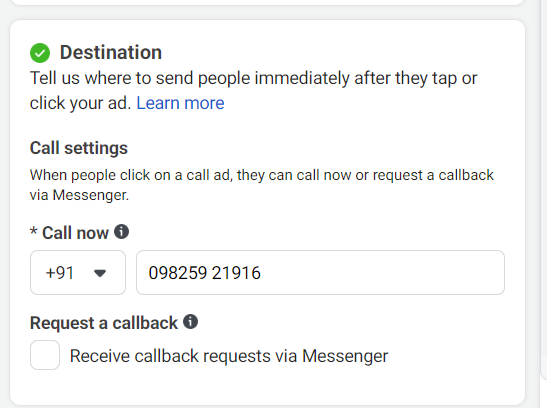 Destination
Tell us where to send people immediately after they tap or
click your ad. Learn more
Call settings
When people click on a call ad, they can call now or request a callback
via Messenger.
* Call now
+91
098259 21916
Request a callback
Receive callback requests via Messenger